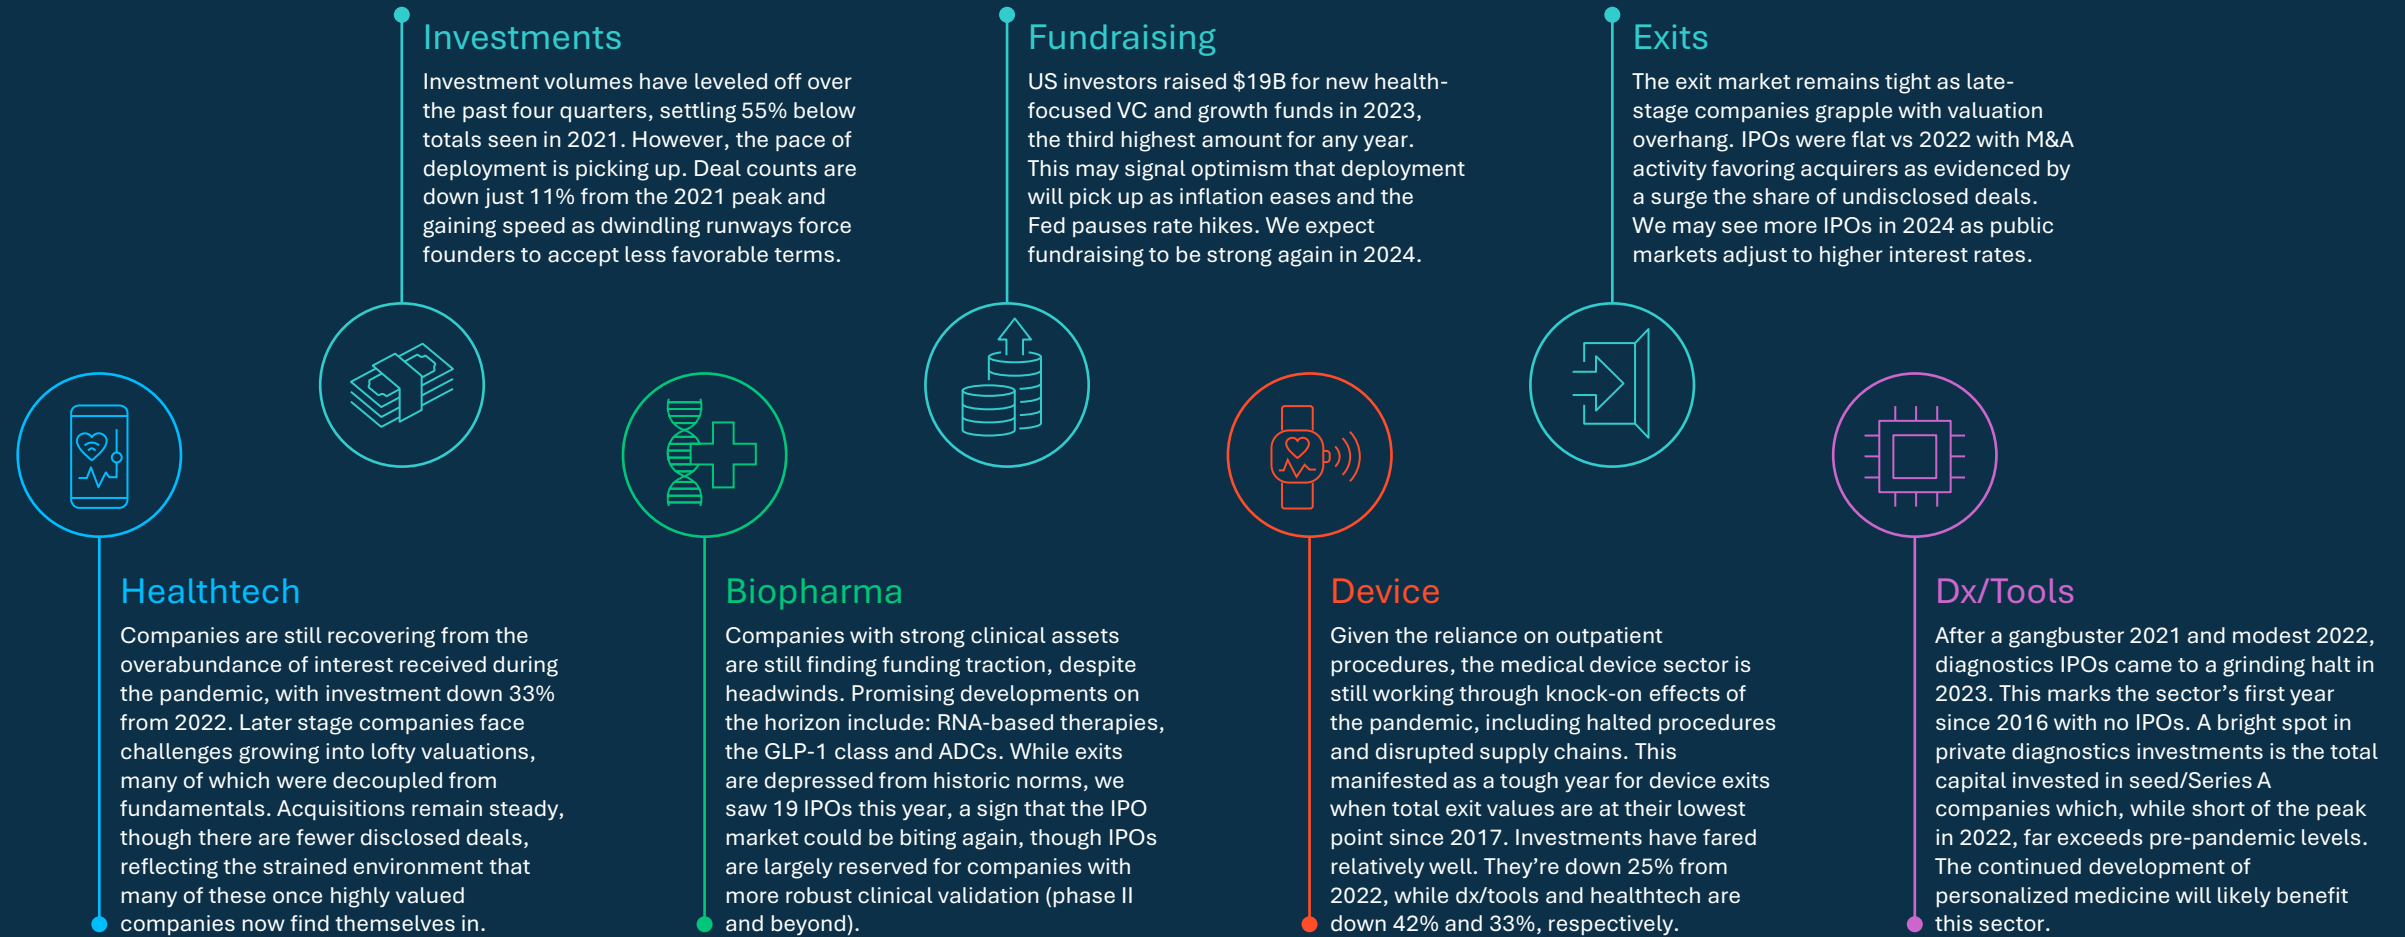 Investments
Investment volumes have leveled off over
the past four quarters, settling 55% below
totals seen in 2021. However, the pace of
deployment is picking up. Deal counts are
down just 11% from the 2021 peak and
gaining speed as dwindling runways force
founders to accept less favorable terms.
Fundraising
US investors raised $19B for new health-
focused VC and growth funds in 2023,
the third highest amount for any year.
This may signal optimism that deployment
will pick up as inflation eases and the
Fed pauses rate hikes. We expect
fundraising to be strong again in 2024.
Exits
The exit market remains tight as late-
stage companies grapple with valuation
overhang. IPOs were flat vs 2022 with M&A
activity favoring acquirers as evidenced by
a surge the share of undisclosed deals.
We may see more IPOs in 2024 as public
markets adjust to higher interest rates.
Healthtech
Companies are still recovering from the
overabundance of interest received during
the pandemic, with investment down 33%
from 2022. Later stage companies face
challenges growing into lofty valuations,
many of which were decoupled from
fundamentals. Acquisitions remain steady,
though there are fewer disclosed deals,
reflecting the strained environment that
many of these once highly valued
companies now find themselves in.
Biopharma
Companies with strong clinical assets
are still finding funding traction, despite
headwinds. Promising developments on
the horizon include: RNA-based therapies,
the GLP-1 class and ADCs. While exits
are depressed from historic norms, we
saw 19 IPOs this year, a sign that the IPO
market could be biting again, though IPOs
are largely reserved for companies with
more robust clinical validation (phase II
and beyond).
Device
Given the reliance on outpatient
procedures, the medical device sector is
still working through knock-on effects of
the pandemic, including halted procedures
and disrupted supply chains. This
manifested as a tough year for device exits
when total exit values are at their lowest
point since 2017. Investments have fared
relatively well. They're down 25% from
2022, while dx/tools and healthtech are
down 42% and 33%, respectively.
Dx/Tools
After a gangbuster 2021 and modest 2022,
diagnostics IPOs came to a grinding halt in
2023. This marks the sector's first year
since 2016 with no IPOs. A bright spot in
private diagnostics investments is the total
capital invested in seed/Series A
companies which, while short of the peak
in 2022, far exceeds pre-pandemic levels.
The continued development of
personalized medicine will likely benefit
this sector.